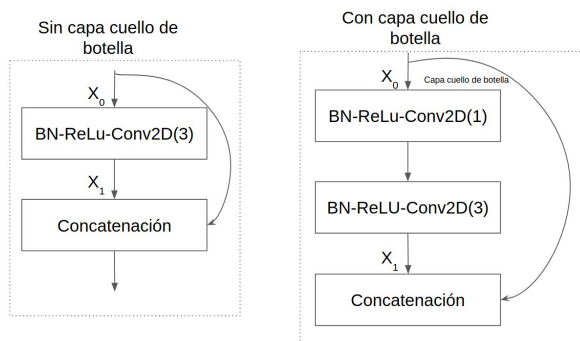 Sin capa cuello de
botella
X0
BN-ReLu-Conv2D(3)
X1
Concatenación
Con capa cuello de
botella
X0
Capa cuello de botella
BN-ReLu-Conv2D(1)
BN-ReLU-Conv2D(3)
X1
Concatenación